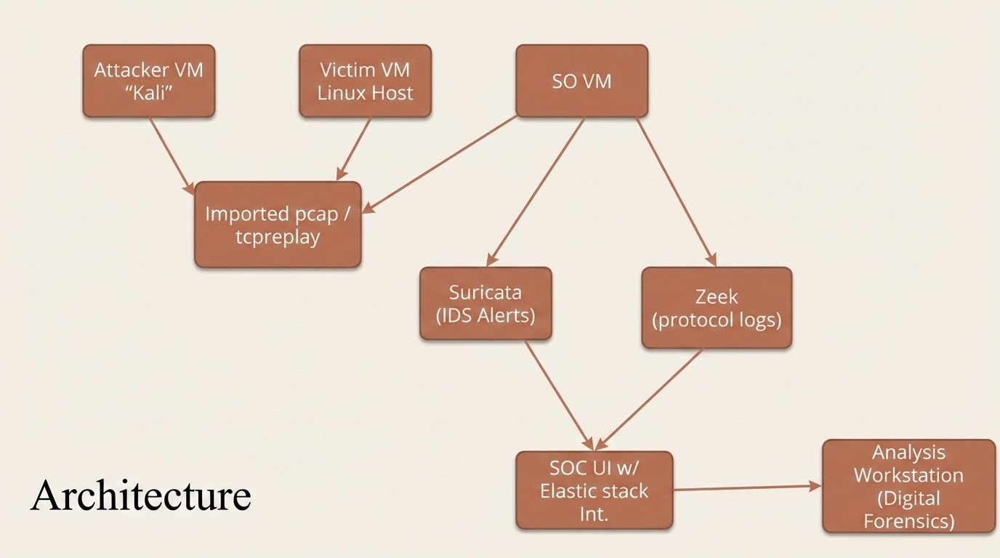 Attacker VM
“Kali”
Victim VM
Linux Host
SO VM
Imported pcap /
tcpreplay
Suricata
(IDS Alerts)
Zeek
(protocol logs)
SOC UI w/
Elastic stack
Int.
Analysis
Workstation
(Digital
Forensics)
Architecture